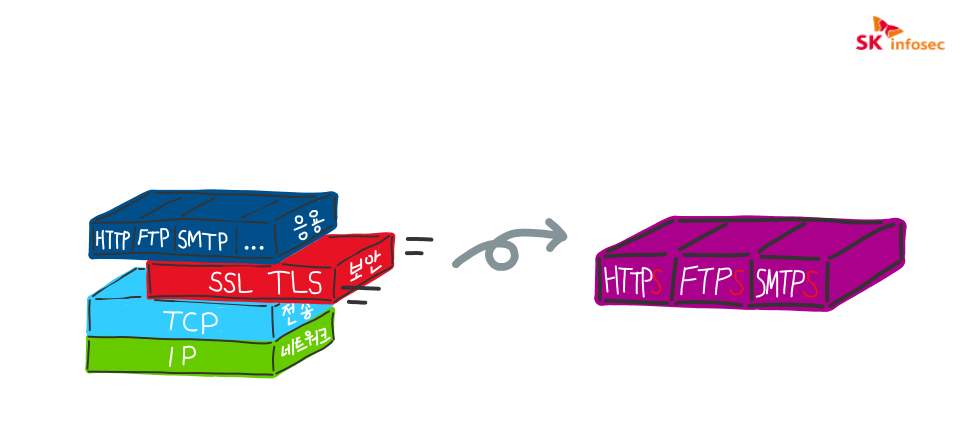 SK infosec
HTTP FTP SMTP ... 응용
SSL TLS 보안
TCP 전송
IP 네트워크
HTTPS FTPS SMTPS